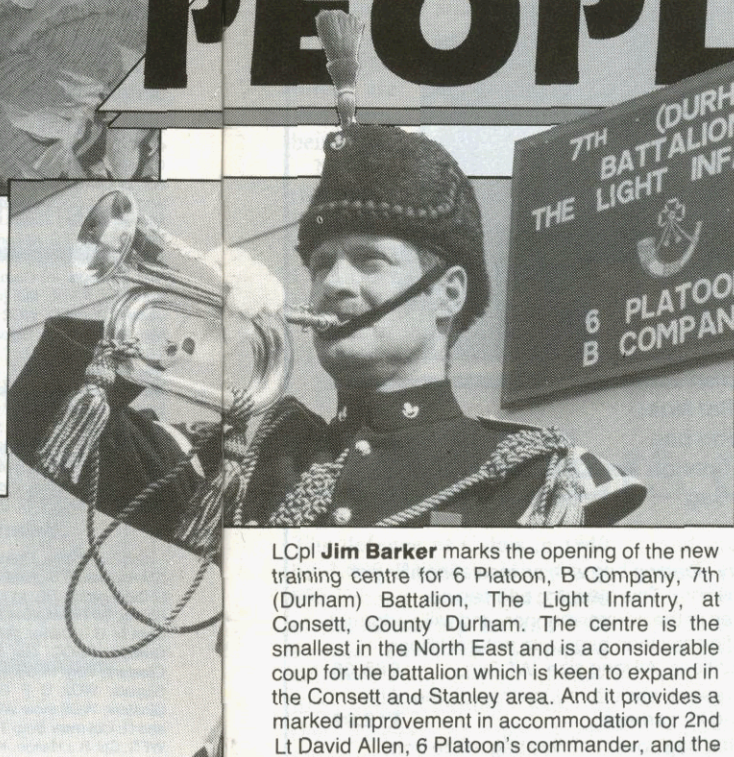 PEOPL
7TH (DURH
BATTALION
THE LIGHT INFA
6 PLATOO
B COMPAN
LCpl Jim Barker marks the opening of the new
training centre for 6 Platoon, B Company, 7th
(Durham) Battalion, The Light Infantry, at
Consett, County Durham. The centre is the
smallest in the North East and is a considerable
coup for the battalion which is keen to expand in
the Consett and Stanley area. And it provides a
marked improvement in accommodation for 2nd
Lt David Allen, 6 Platoon's commander, and the